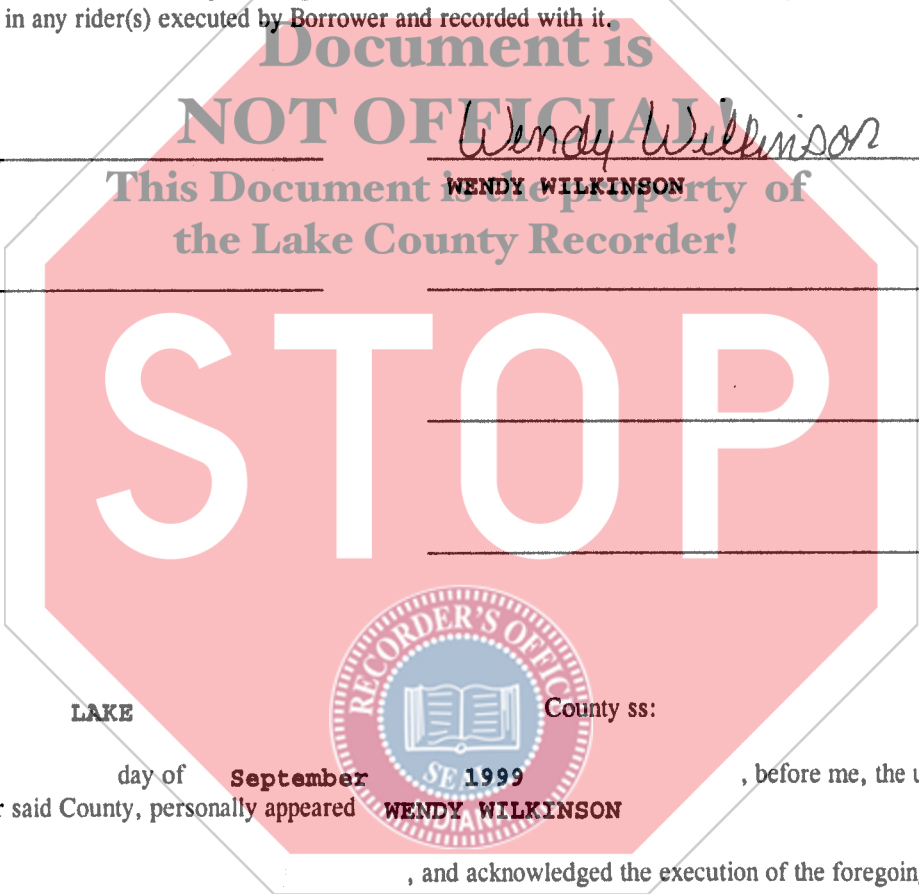 in any rider(s) executed by Borrower and recorded with it.
Document is
NOT OFFICIAL!
Wendy Wilkinson
WENDY WILKINSON
This Document is the property of
the Lake County Recorder!
STOP
RECORDER'S OFFICE
SEAL
INDIANA
LAKE County ss:
day of September 1999 , before me, the u
r said County, personally appeared WENDY WILKINSON
, and acknowledged the execution of the foregoing